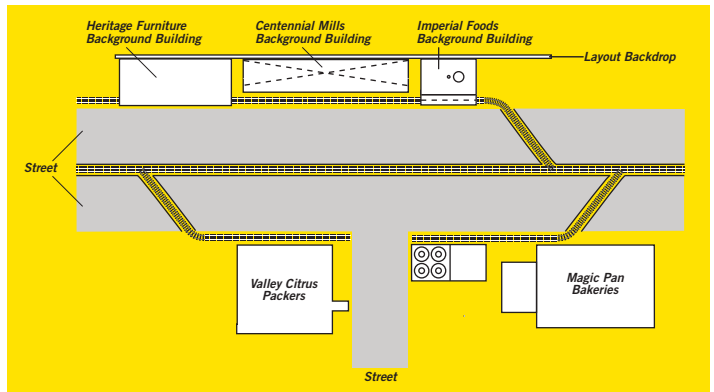 Heritage Furniture
Background Building
Centennial Mills
Background Building
Imperial Foods
Background Building
Layout Backdrop
Street
Valley Citrus
Packers
Magic Pan
Bakeries
Street